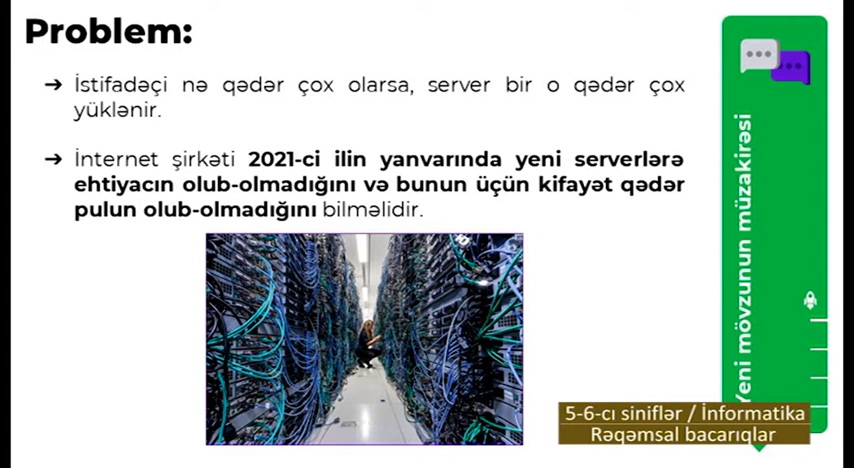 Problem:
➔ İstifadəçi nə qədər çox olarsa, server bir o qədər çox
yüklənir.
➔ İnternet şirkəti 2021-ci ilin yanvarında yeni serverlərə
ehtiyacın olub-olmadığını və bunun üçün kifayət qədər
pulun olub-olmadığını bilməlidir.
Yeni mövzunun müzakirəsi
5-6-cı siniflər / İnformatika
Rəqəmsal bacarıqlar